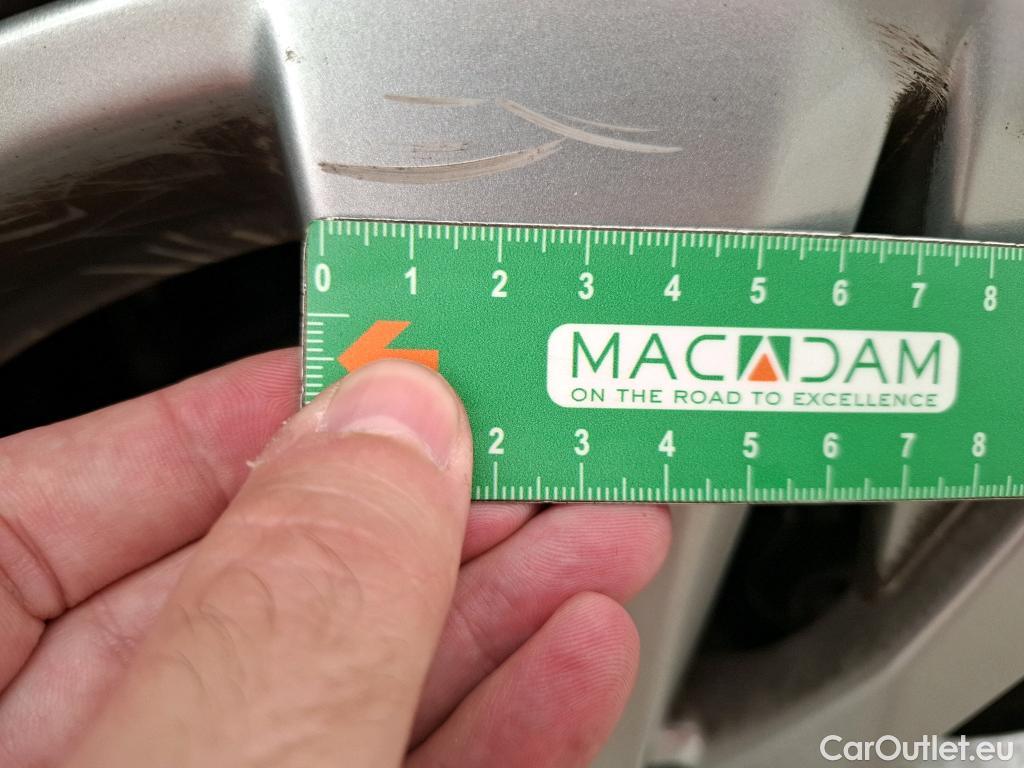 0 1 2 3 4 5 6 7 8
MACADAM
ON THE ROAD TO EXCELLENCE
2 3 4 5 6 7 8
CarOutlet.eu